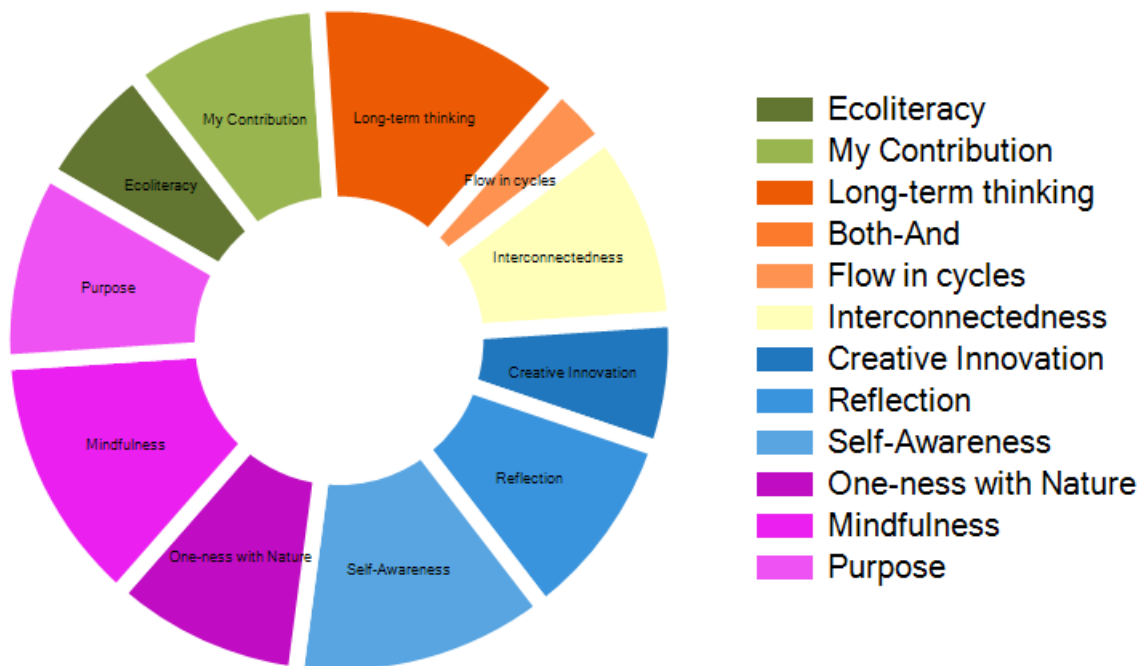 My Contribution
Long-term thinking
Ecoliteracy
Flow in cycles
Interconnectedness
Purpose
Creative Innovation
Mindfulness
Reflection
One-ness with Nature
Self-Awareness
Ecoliteracy
My Contribution
Long-term thinking
Both-And
Flow in cycles
Interconnectedness
Creative Innovation
Reflection
Self-Awareness
One-ness with Nature
Mindfulness
Purpose